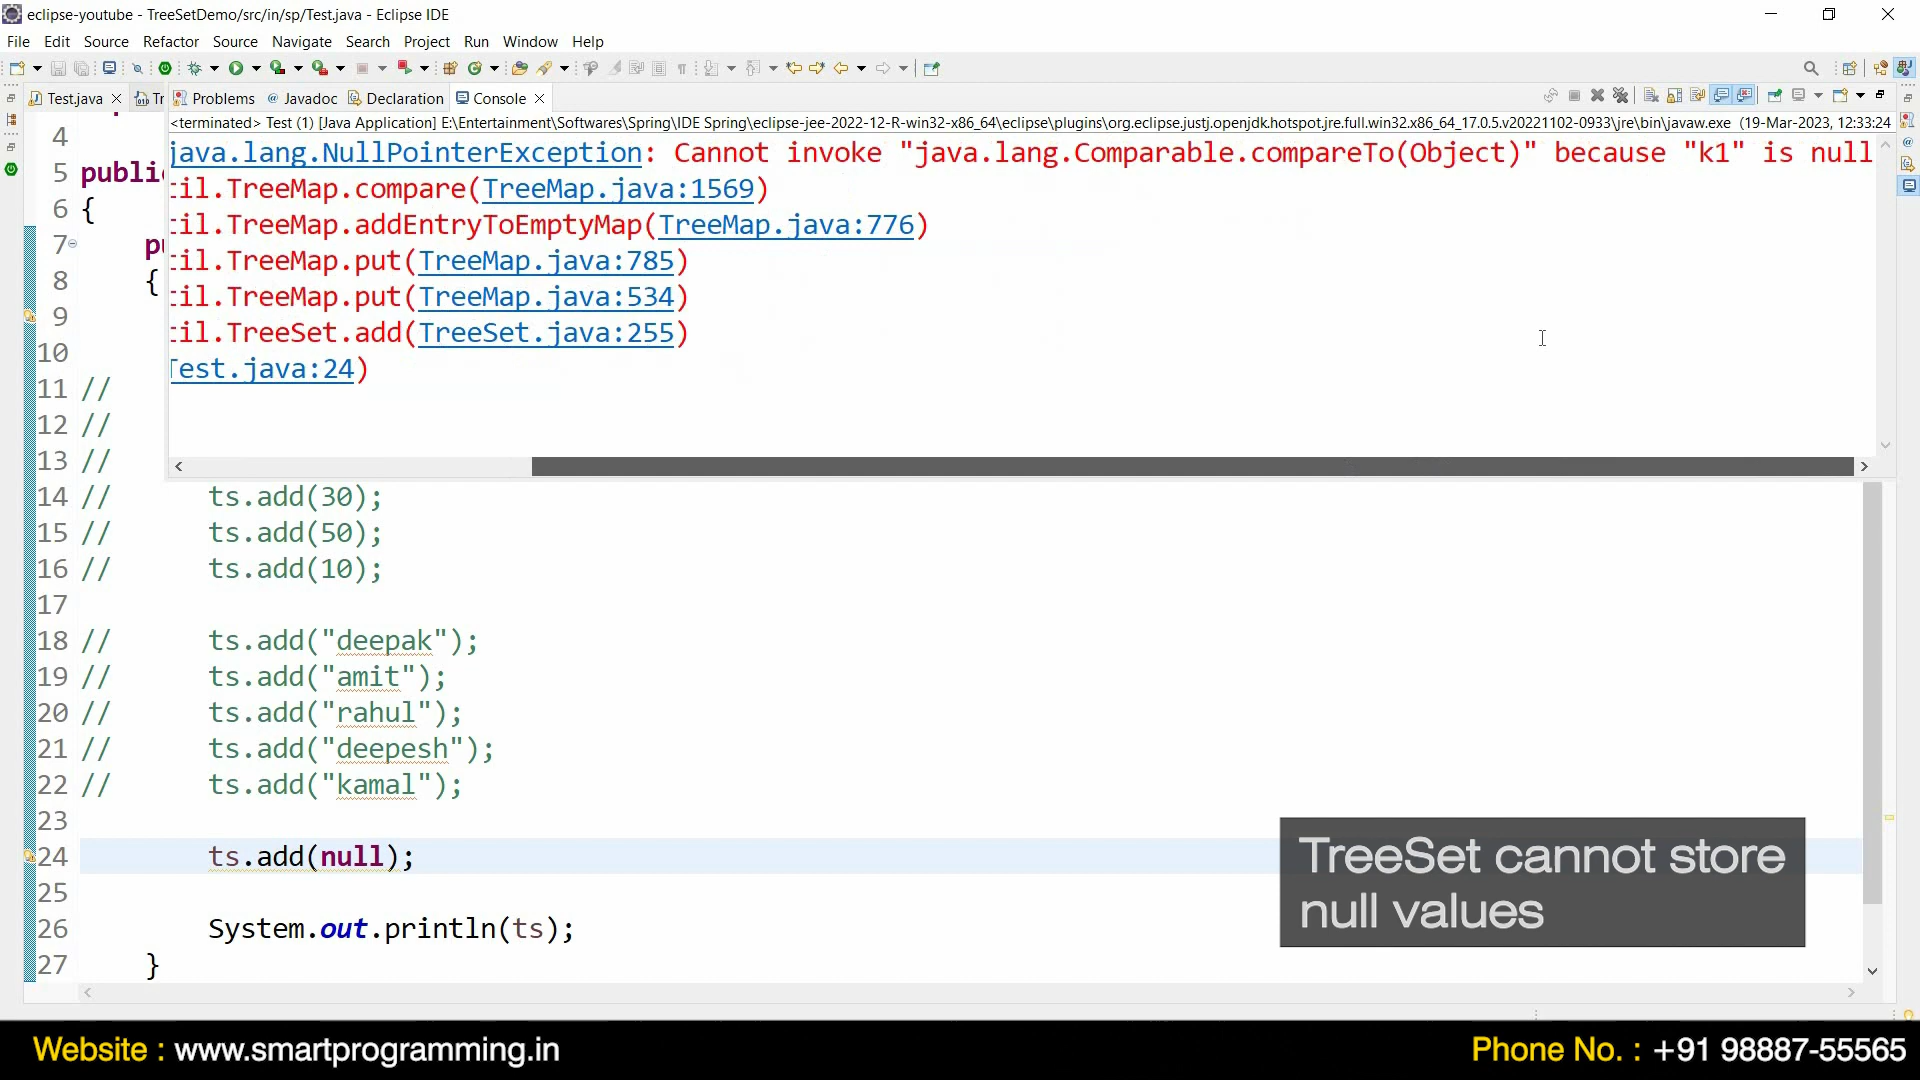 eclipse-youtube - TreeSetDemo/src/in/sp/Test.java - Eclipse IDE
File Edit Source Refactor Source Navigate Search Project Run Window Help
Test.java Tr Problems Javadoc Declaration Console
<terminated> Test (1) [Java Application] E:\Entertainment\Softwares\Spring\IDE Spring\eclipse-jee-2022-12-R-win32-x86_64\eclipse\plugins\org.eclipse.justj.openjdk.hotspot.jre.full.win32.x86_64_17.0.5.v20221102-0933\jre\bin\javaw.exe (19-Mar-2023, 12:33:24
java.lang.NullPointerException: Cannot invoke "java.lang.Comparable.compareTo(Object)" because "k1" is null
til.TreeMap.compare(TreeMap.java:1569)
til.TreeMap.addEntryToEmptyMap(TreeMap.java:776)
til.TreeMap.put(TreeMap.java:785)
til.TreeMap.put(TreeMap.java:534)
til.TreeSet.add(TreeSet.java:255)
Test.java:24)
4
5 public
6 {
7 pu
8 {
9
10
11 //
12 //
13 //
14 // ts.add(30);
15 // ts.add(50);
16 // ts.add(10);
17
18 // ts.add("deepak");
19 // ts.add("amit");
20 // ts.add("rahul");
21 // ts.add("deepesh");
22 // ts.add("kamal");
23
24 ts.add(null);
25
26 System.out.println(ts);
27 }
TreeSet cannot store
null values
Website : www.smartprogramming.in
Phone No. : +91 98887-55565